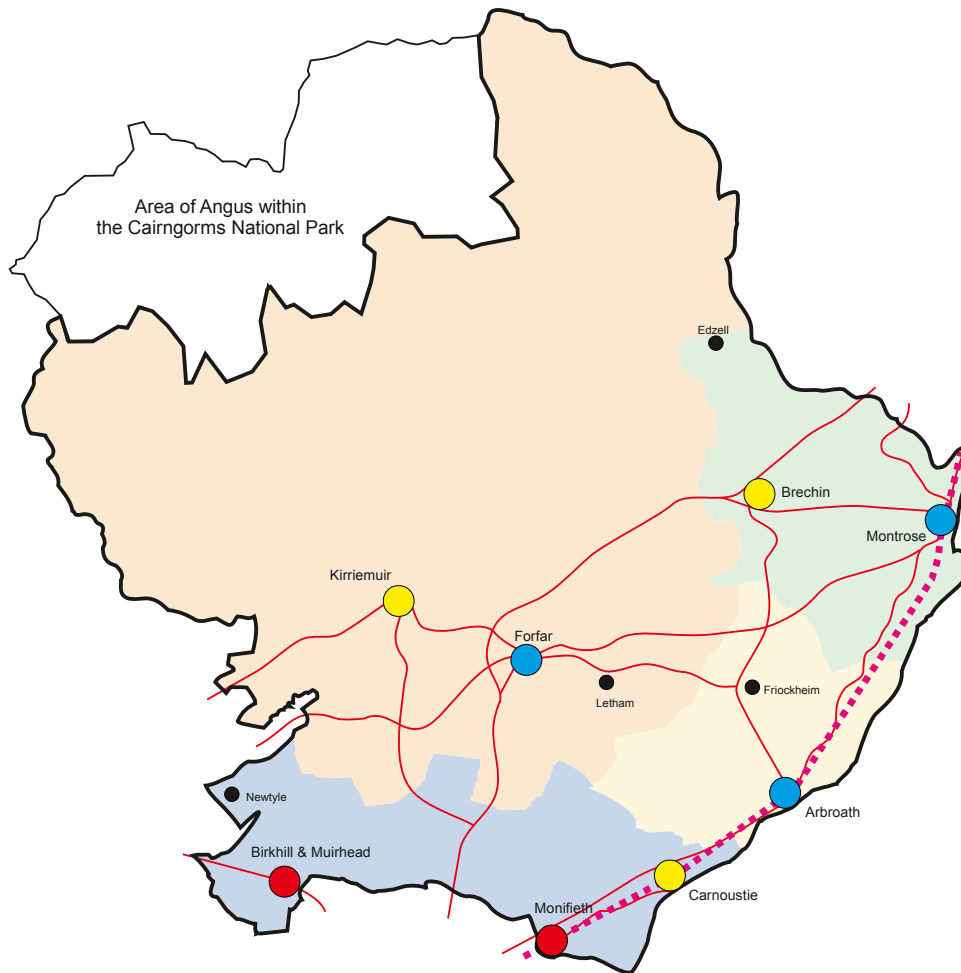 Area of Angus within
the Cairngorms National Park
Edzell
Brechin
Montrose
Kirriemuir
Forfar
Letham
Friockheim
Newtyle
Arbroath
Birkhill & Muirhead
Carnoustie
Monifieth